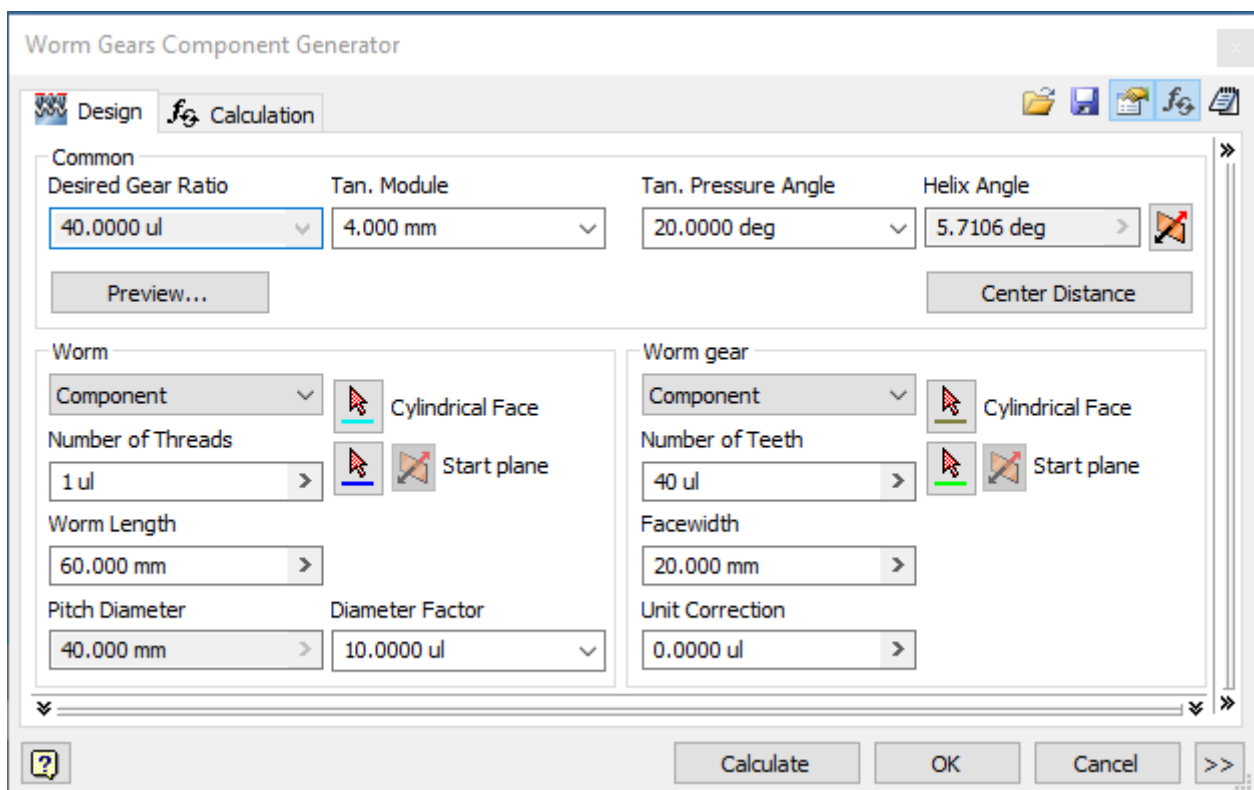 Worm Gears Component Generator
x
Design
fG Calculation
Common
Desired Gear Ratio Tan. Module Tan. Pressure Angle Helix Angle
40.0000 ul 4.000 mm 20.0000 deg 5.7106 deg
Preview... Center Distance
Worm Worm gear
Component Cylindrical Face Component Cylindrical Face
Number of Threads Start plane Number of Teeth Start plane
1 ul 40 ul
Worm Length Facewidth
60.000 mm 20.000 mm
Pitch Diameter Diameter Factor Unit Correction
40.000 mm 10.0000 ul 0.0000 ul
? Calculate OK Cancel >>